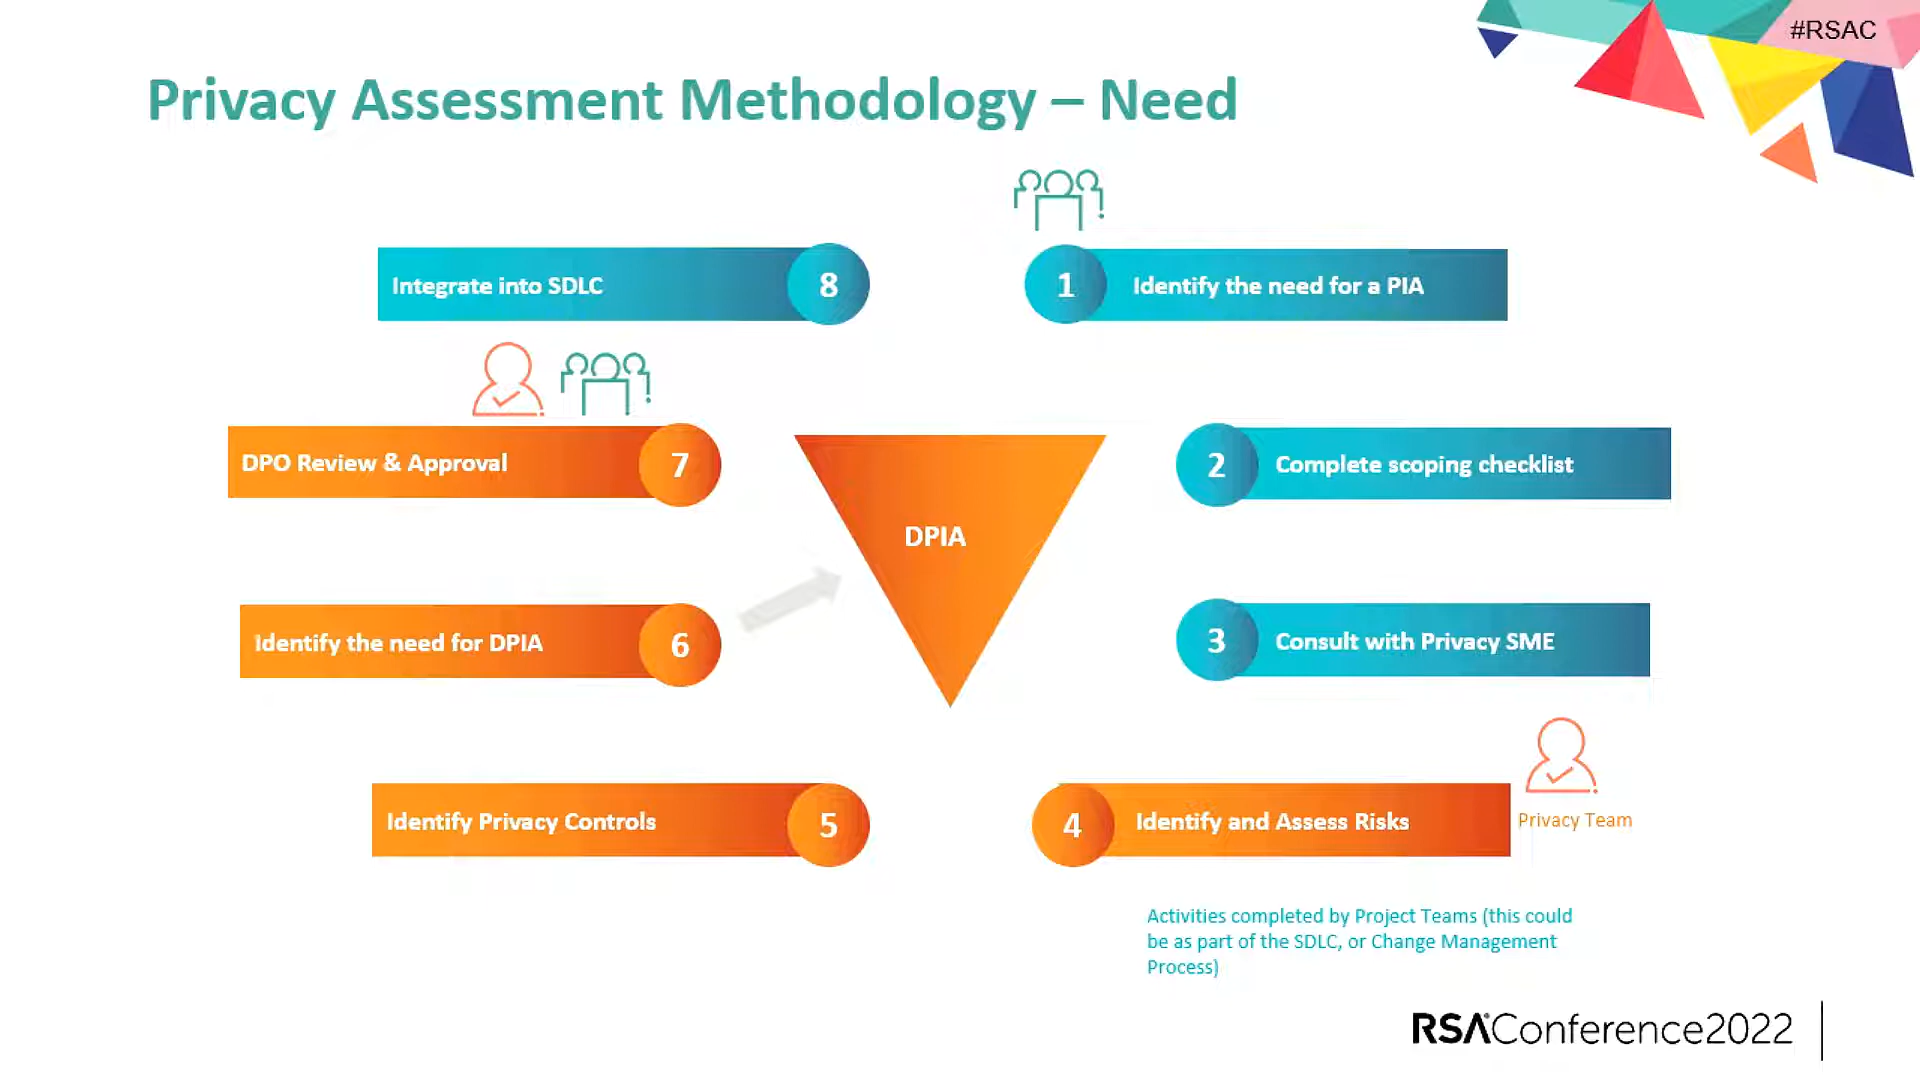 #RSAC
Privacy Assessment Methodology – Need
Integrate into SDLC
8
1
Identify the need for a PIA
DPO Review & Approval
7
2
Complete scoping checklist
DPIA
Identify the need for DPIA
6
3
Consult with Privacy SME
Identify Privacy Controls
5
4
Identify and Assess Risks
Privacy Team
Activities completed by Project Teams (this could
be as part of the SDLC, or Change Management
Process)
RSAConference2022